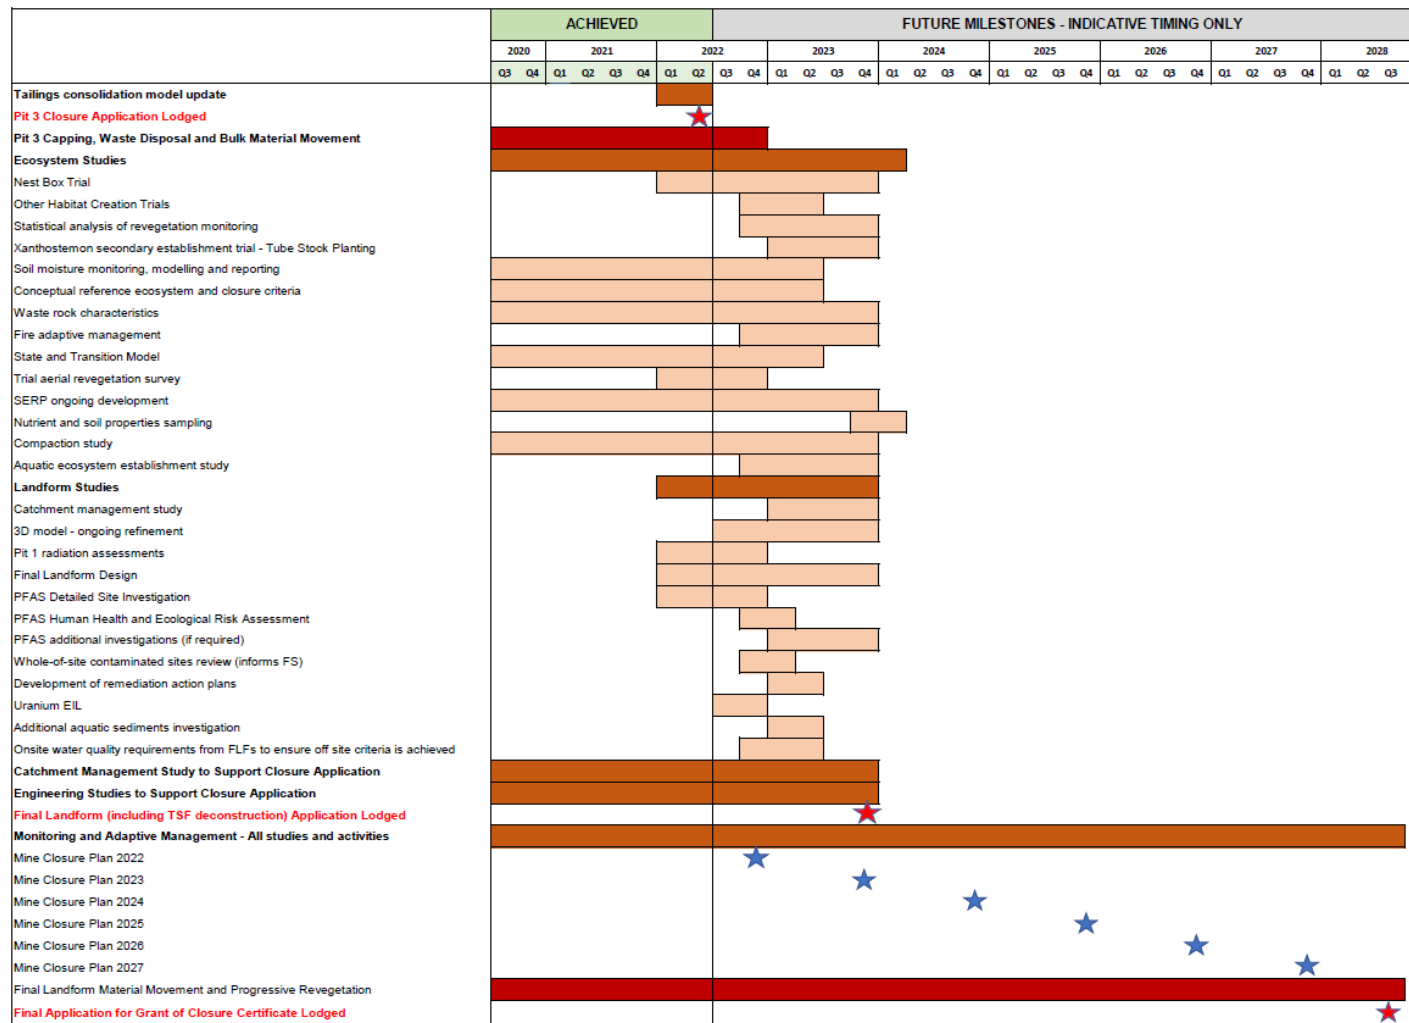 ACHIEVED FUTURE MILESTONES - INDICATIVE TIMING ONLY
2020 2021 2022 2023 2024 2025 2026 2027 2028
Q3 Q4 Q1 Q2 Q3 Q4 Q1 Q2 Q3 Q4 Q1 Q2 Q3 Q4 Q1 Q2 Q3 Q4 Q1 Q2 Q3 Q4 Q1 Q2 Q3 Q4 Q1 Q2 Q3 Q4 Q1 Q2 Q3
Tailings consolidation model update
Pit 3 Closure Application Lodged
Pit 3 Capping, Waste Disposal and Bulk Material Movement
Ecosystem Studies
Nest Box Trial
Other Habitat Creation Trials
Statistical analysis of revegetation monitoring
Xanthostemon secondary establishment trial - Tube Stock Planting
Soil moisture monitoring, modelling and reporting
Conceptual reference ecosystem and closure criteria
Waste rock characteristics
Fire adaptive management
State and Transition Model
Trial aerial revegetation survey
SERP ongoing development
Nutrient and soil properties sampling
Compaction study
Aquatic ecosystem establishment study
Landform Studies
Catchment management study
3D model - ongoing refinement
Pit 1 radiation assessments
Final Landform Design
PFAS Detailed Site Investigation
PFAS Human Health and Ecological Risk Assessment
PFAS additional investigations (if required)
Whole-of-site contaminated sites review (informs FS)
Development of remediation action plans
Uranium EIL
Additional aquatic sediments investigation
Onsite water quality requirements from FLFs to ensure off site criteria is achieved
Catchment Management Study to Support Closure Application
Engineering Studies to Support Closure Application
Final Landform (including TSF deconstruction) Application Lodged
Monitoring and Adaptive Management - All studies and activities
Mine Closure Plan 2022
Mine Closure Plan 2023
Mine Closure Plan 2024
Mine Closure Plan 2025
Mine Closure Plan 2026
Mine Closure Plan 2027
Final Landform Material Movement and Progressive Revegetation
Final Application for Grant of Closure Certificate Lodged